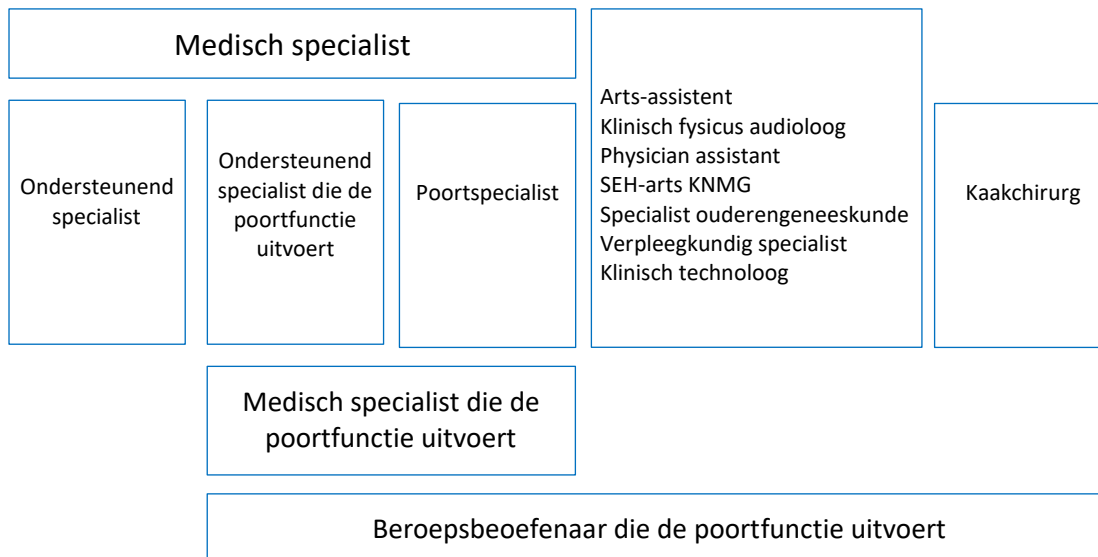 Medisch specialist
Ondersteunend
specialist
Ondersteunend
specialist die de
poortfunctie
uitvoert
Poortspecialist
Arts-assistent
Klinisch fysicus audioloog
Physician assistant
SEH-arts KNMG
Specialist ouderengeneeskunde
Verpleegkundig specialist
Klinisch technoloog
Kaakchirurg
Medisch specialist die de
poortfunctie uitvoert
Beroepsbeoefenaar die de poortfunctie uitvoert